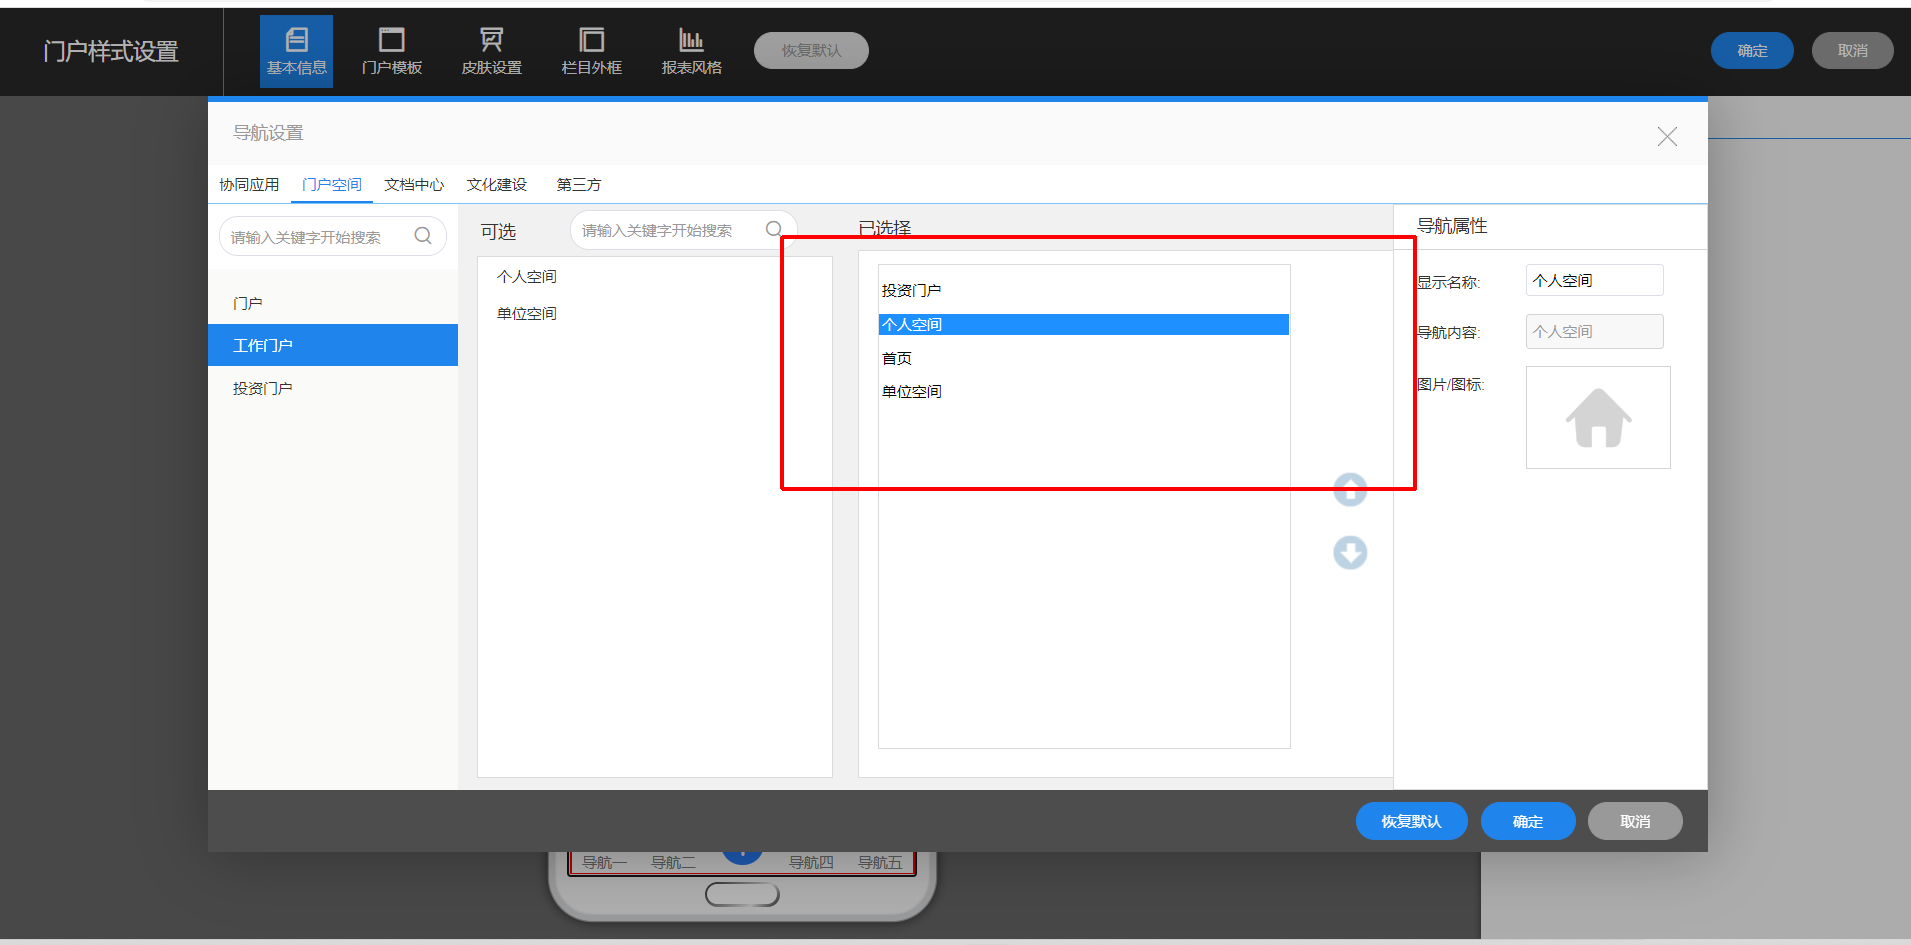 门户样式设置
基本信息
门户模板
皮肤设置
栏目外框
报表风格
恢复默认
确定
取消
导航设置
协同应用
门户空间
文档中心
文化建设
第三方
请输入关键字开始搜索
门户
工作门户
投资门户
可选
请输入关键字开始搜索
个人空间
单位空间
已选择
投资门户
个人空间
首页
单位空间
导航属性
显示名称:
个人空间
导航内容:
个人空间
图片/图标:
恢复默认
确定
取消
导航一
导航二
导航四
导航五